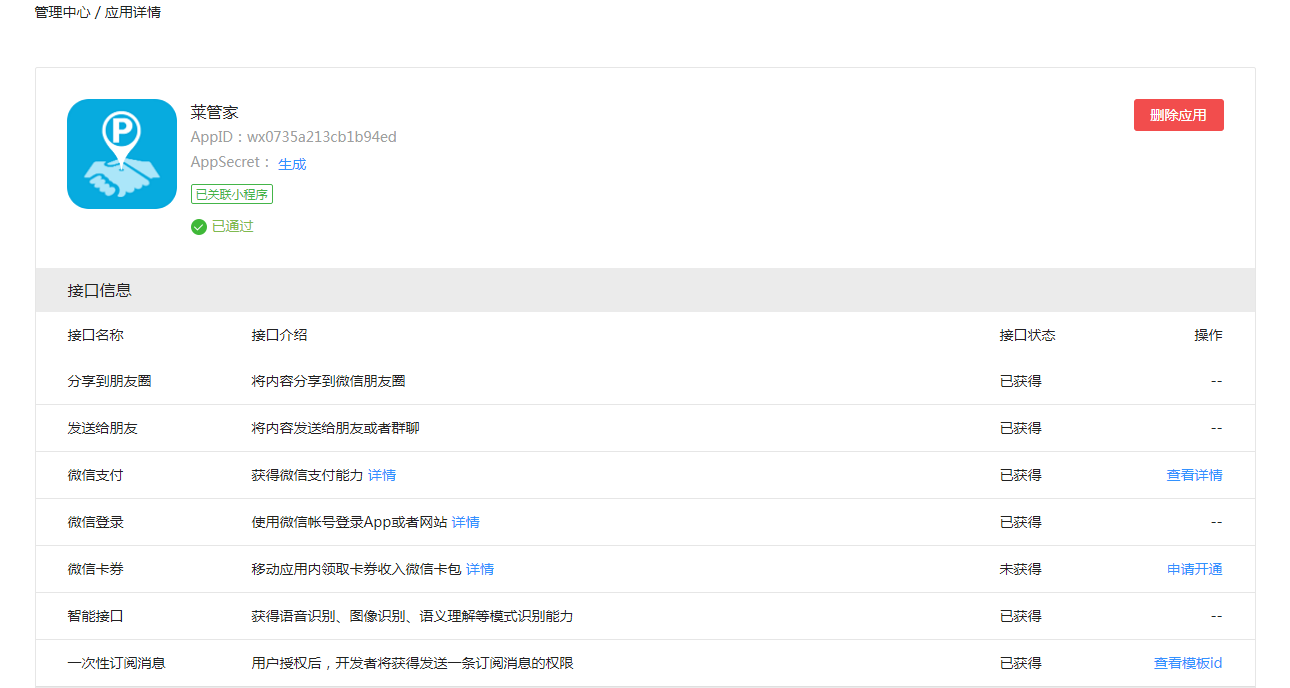 管理中心 / 应用详情
P
莱管家
AppID：wx0735a213cb1b94ed
AppSecret： 生成
已关联小程序
已通过
删除应用
接口信息
接口名称 接口介绍 接口状态 操作
分享到朋友圈 将内容分享到微信朋友圈 已获得 --
发送给朋友 将内容发送给朋友或者群聊 已获得 --
微信支付 获得微信支付能力 详情 已获得 查看详情
微信登录 使用微信帐号登录App或者网站 详情 已获得 --
微信卡券 移动应用内领取卡券收入微信卡包 详情 未获得 申请开通
智能接口 获得语音识别、图像识别、语义理解等模式识别能力 已获得 --
一次性订阅消息 用户授权后，开发者将获得发送一条订阅消息的权限 已获得 查看模板id